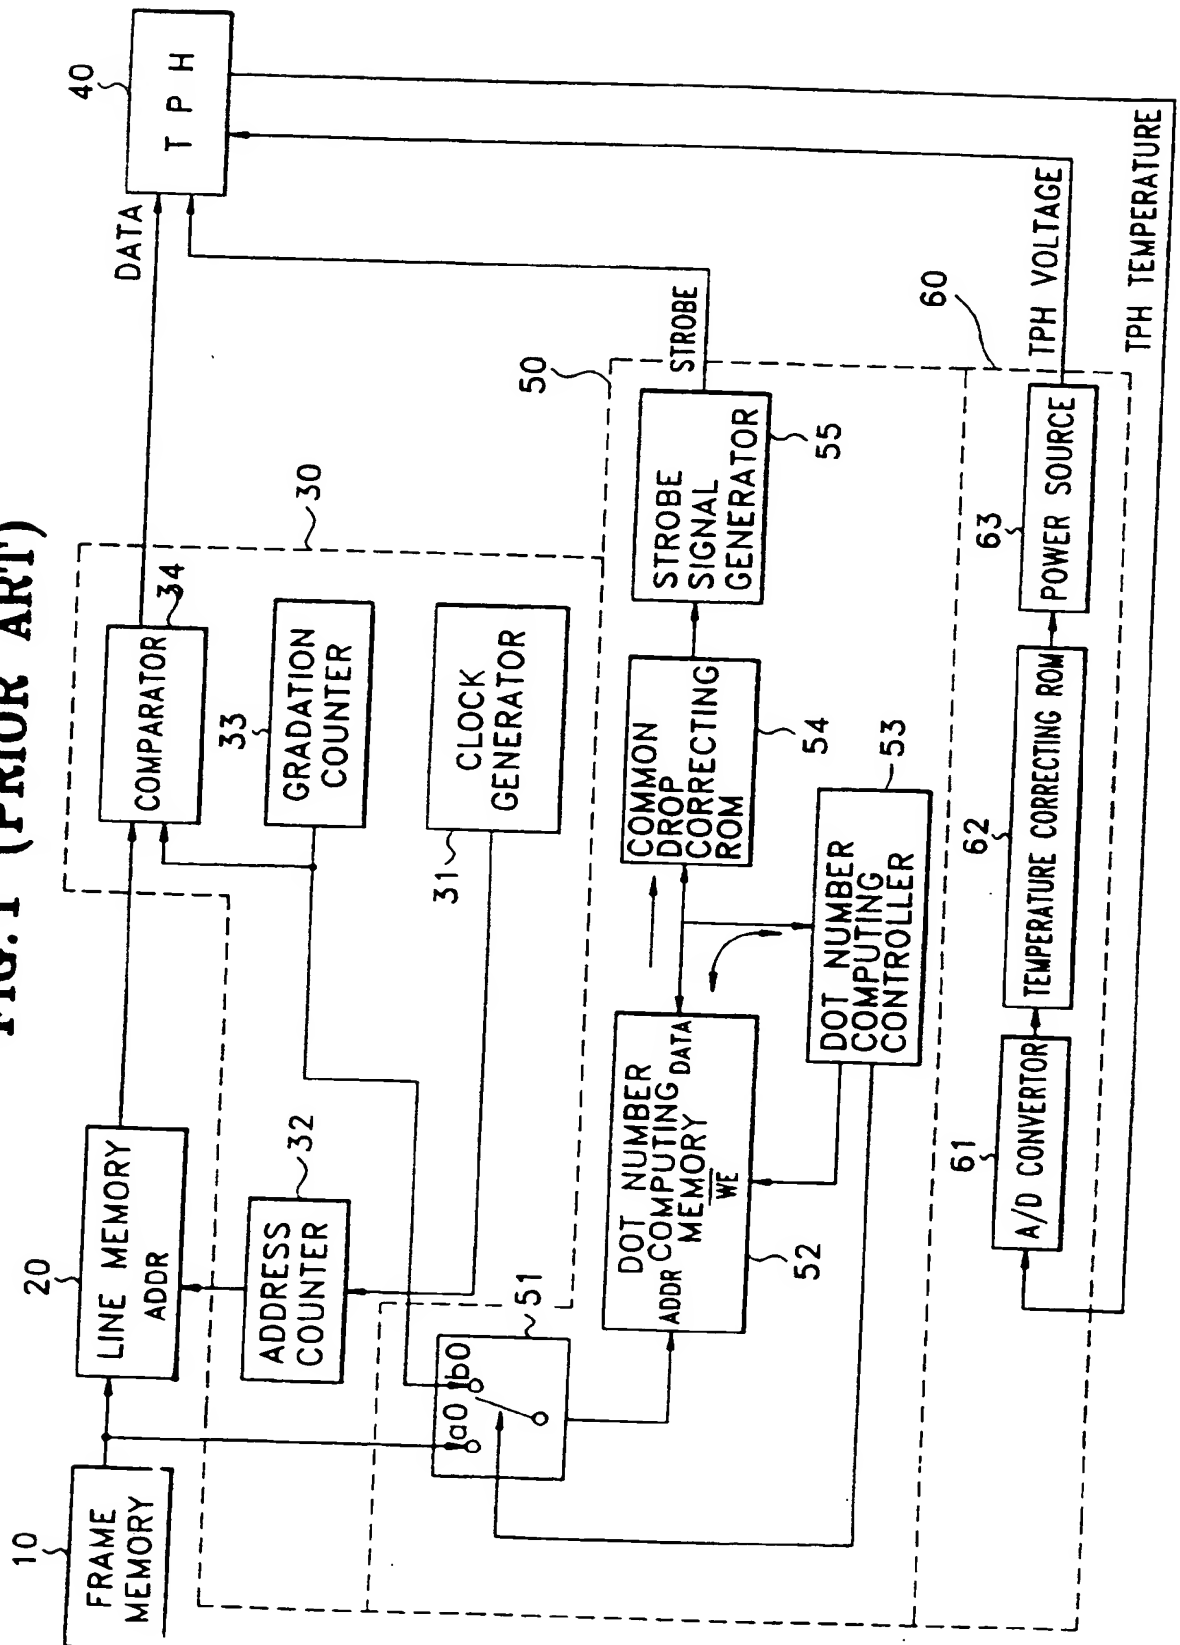 FIG. 1 (PRIOR ART)
10
FRAME
MEMORY
20
LINE MEMORY
ADDR
32
ADDRESS
COUNTER
34
COMPARATOR
33
GRADATION
COUNTER
31
CLOCK
GENERATOR
30
DATA
40
T P H
51
a0
b0
DOT NUMBER
COMPUTING
MEMORY
ADDR
DATA
WE
52
COMMON
DROP
CORRECTING
ROM
54
DOT NUMBER
COMPUTING
CONTROLLER
53
STROBE
SIGNAL
GENERATOR
55
50
STROBE
61
A/D CONVERTOR
62
TEMPERATURE CORRECTING ROM
63
POWER SOURCE
60
TPH VOLTAGE
TPH TEMPERATURE